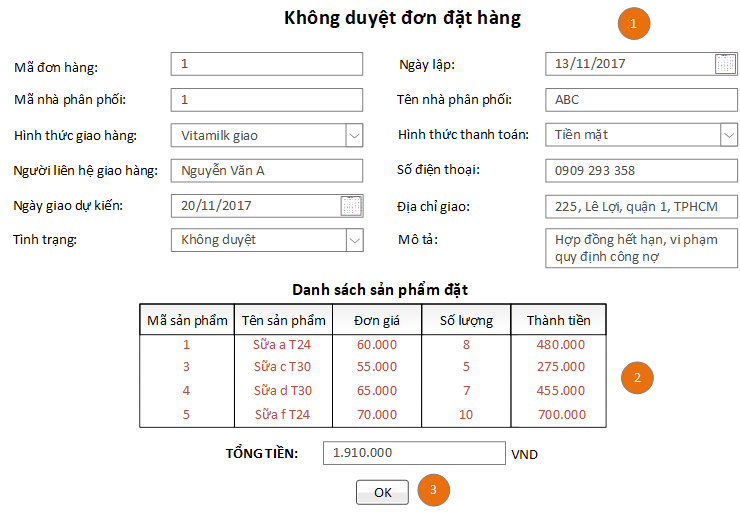 Không duyệt đơn đặt hàng
1
Mã đơn hàng: 1 Ngày lập: 13/11/2017
Mã nhà phân phối: 1 Tên nhà phân phối: ABC
Hình thức giao hàng: Vitamilk giao Hình thức thanh toán: Tiền mặt
Người liên hệ giao hàng: Nguyễn Văn A Số điện thoại: 0909 293 358
Ngày giao dự kiến: 20/11/2017 Địa chỉ giao: 225, Lê Lợi, quận 1, TPHCM
Tình trạng: Không duyệt Mô tả: Hợp đồng hết hạn, vi phạm
quy định công nợ
Danh sách sản phẩm đặt
Mã sản phẩm Tên sản phẩm Đơn giá Số lượng Thành tiền
1 Sữa a T24 60.000 8 480.000
3 Sữa c T30 55.000 5 275.000
4 Sữa d T30 65.000 7 455.000
5 Sữa f T24 70.000 10 700.000
2
TỔNG TIỀN: 1.910.000 VND
OK 3